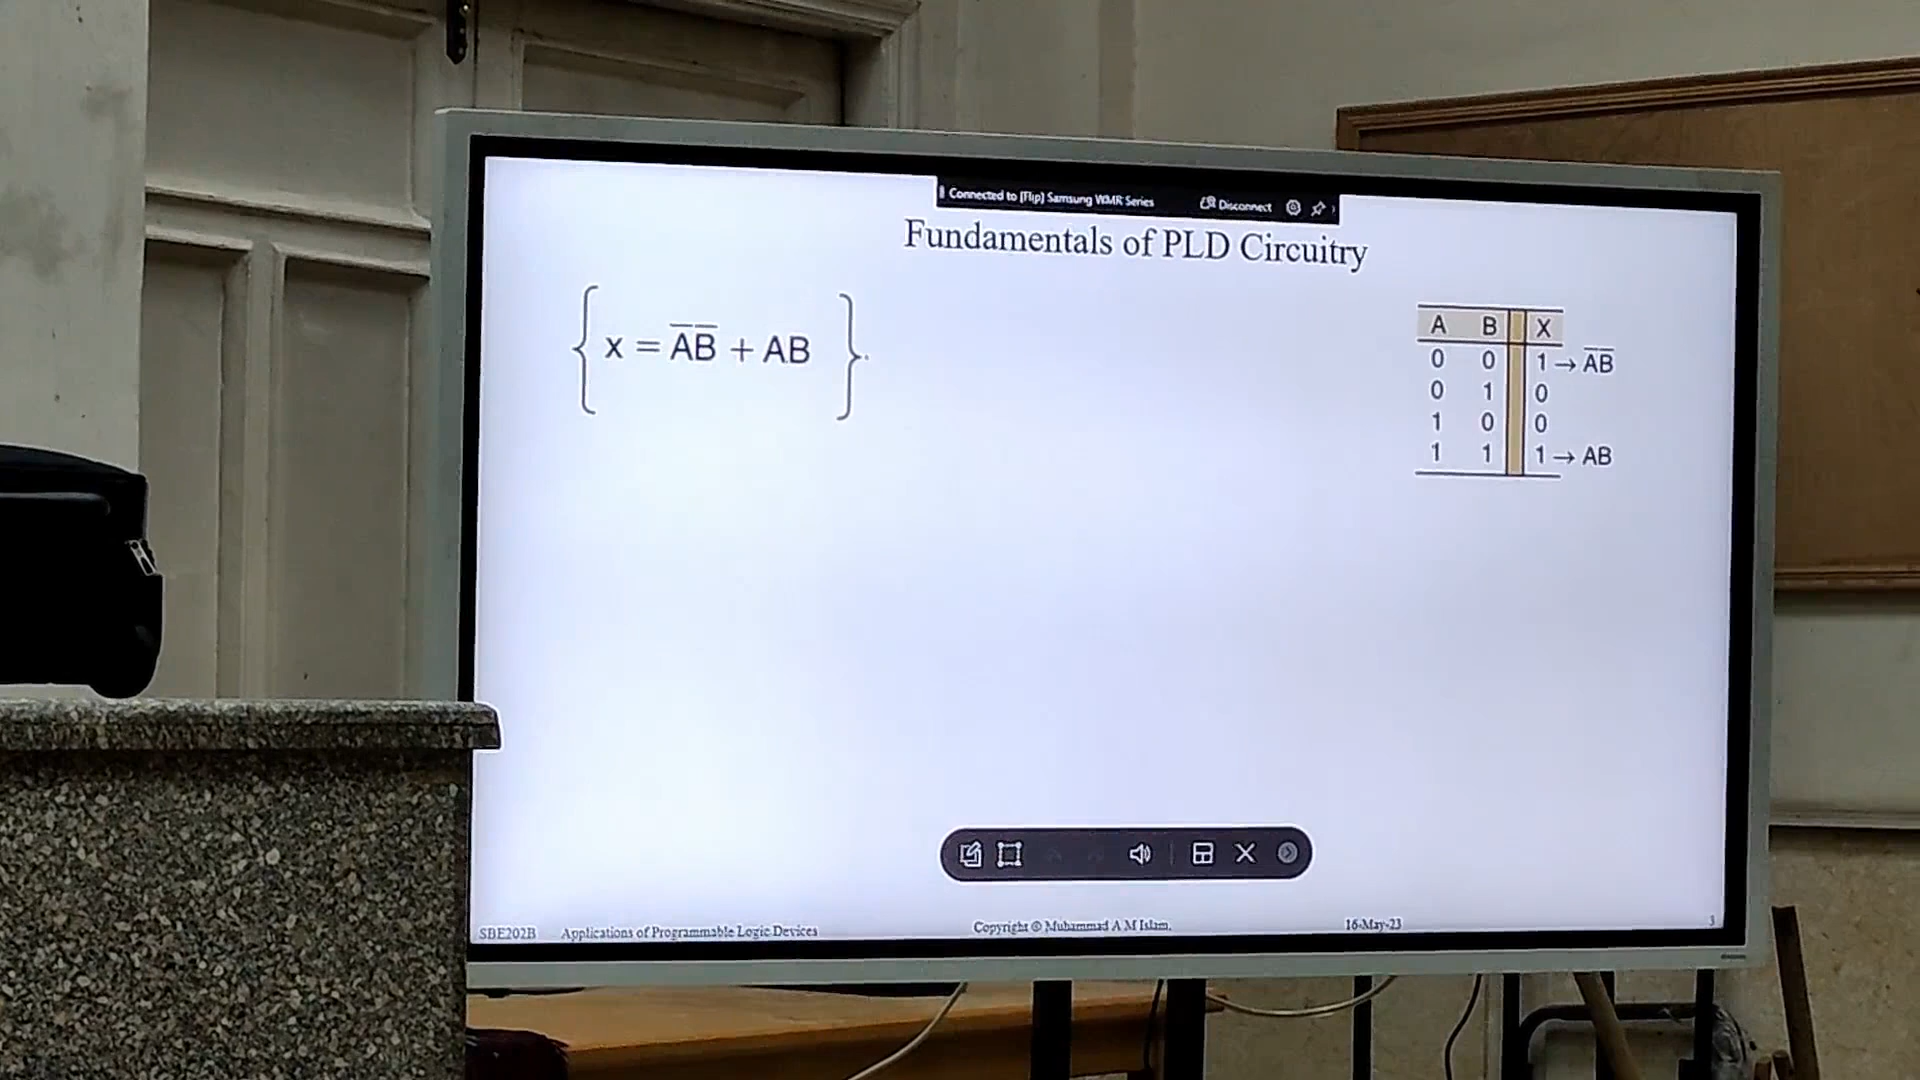 Connected to [Flip] Samsung WMR Series Disconnect
Fundamentals of PLD Circuitry
x = A̅B̅ + AB
A B X
0 0 1 → A̅B̅
0 1 0
1 0 0
1 1 1 → AB
SBE202B Applications of Programmable Logic Devices Copyright © Muhammad A M Islam. 16-May-23 3